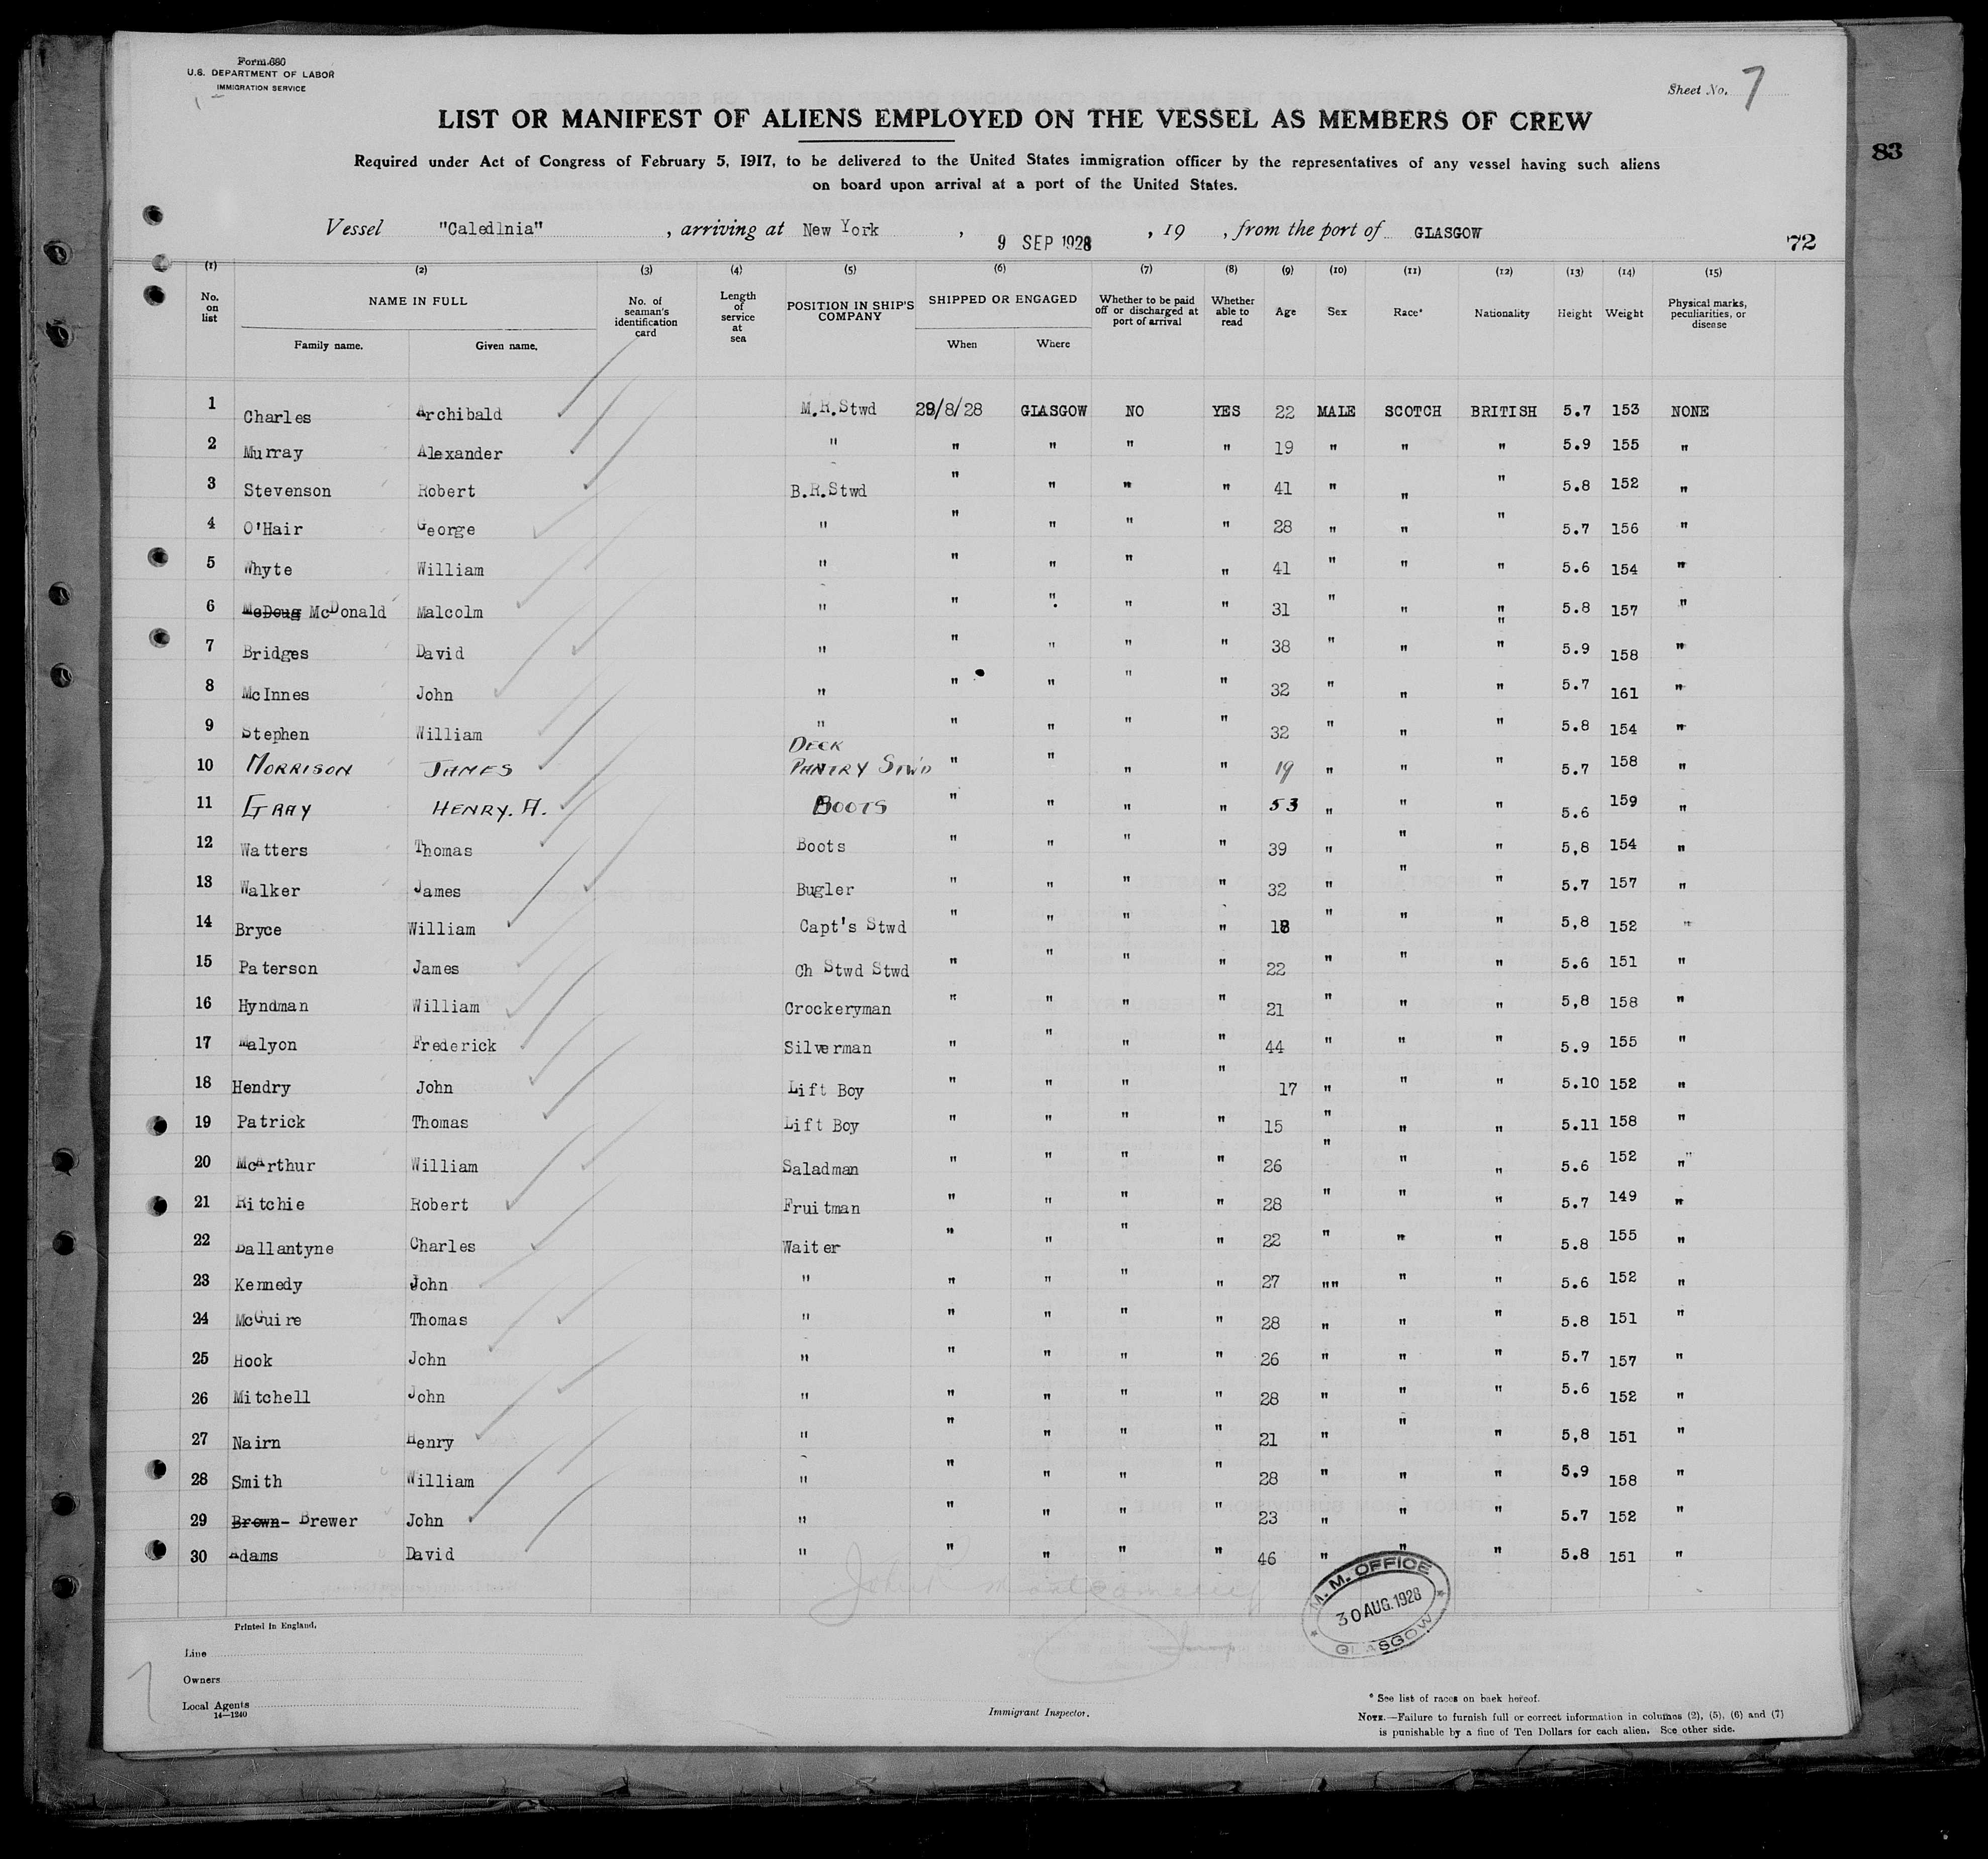 Form 680
U.S. DEPARTMENT OF LABOR
IMMIGRATION SERVICE
Sheet No. 7
LIST OR MANIFEST OF ALIENS EMPLOYED ON THE VESSEL AS MEMBERS OF CREW
83
Required under Act of Congress of February 5, 1917, to be delivered to the United States immigration officer by the representatives of any vessel having such aliens
on board upon arrival at a port of the United States.
Vessel "Caledlnia" , arriving at New York , 9 SEP 1928 , 19 , from the port of GLASGOW
72
(1) (2) (3) (4) (5) (6) (7) (8) (9) (10) (11) (12) (13) (14) (15)
No. on list NAME IN FULL No. of seaman's identification card Length of service at sea POSITION IN SHIP'S COMPANY SHIPPED OR ENGAGED Whether to be paid off or discharged at port of arrival Whether able to read Age Sex Race* Nationality Height Weight Physical marks, peculiarities, or disease
Family name. Given name. When Where
1 Charles Archibald M.R.Stwd 29/8/28 GLASGOW NO YES 22 MALE SCOTCH BRITISH 5.7 153 NONE
2 Murray Alexander " " " " " 19 " " " 5.9 155 "
3 Stevenson Robert B.R.Stwd " " " " 41 " " " 5.8 152 "
4 O'Hair George " " " " " 28 " " " 5.7 156 "
5 Whyte William " " " " " 41 " " " 5.6 154 "
6 McDoug McDonald Malcolm " " " " " 31 " " " 5.8 157 "
7 Bridges David " " " " " 38 " " " " 5.9 158 "
8 McInnes John " " " " " 32 " " " 5.7 161 "
9 Stephen William " " " " " 32 " " " 5.8 154 "
10 MORRISON JAMES DECK PANTRY STWD " " " " 19 " " " 5.7 158 "
11 GRAY HENRY. A. BOOTS " " " " 53 " " " 5.6 159 "
12 Watters Thomas Boots " " " " 39 " " " 5,8 154 "
13 Walker James Bugler " " " " 32 " " " 5.7 157 "
14 Bryce William Capt's Stwd " " " " 18 " " " 5,8 152 "
15 Paterson James Ch Stwd Stwd " " " " 22 " " " 5.6 151 "
16 Hyndman William Crockeryman " " " " 21 " " " 5,8 158 "
17 Malyon Frederick Silverman " " " " 44 " " " 5.9 155 "
18 Hendry John Lift Boy " " " " 17 " " " 5.10 152 "
19 Patrick Thomas Lift Boy " " " " 15 " " " 5.11 158 "
20 McArthur William Saladman " " " " 26 " " " 5.6 152 "
21 Ritchie Robert Fruitman " " " " 28 " " " 5.7 149 "
22 Ballantyne Charles Waiter " " " " 22 " " " 5.8 155 "
23 Kennedy John " " " " " 27 "" " " 5.6 152 "
24 McGuire Thomas " " " " " 28 " " " 5.8 151 "
25 Hook John " " " " " 26 " " " 5.7 157 "
26 Mitchell John " " " " " 28 " " " 5.6 152 "
27 Nairn Henry " " " " " 21 " " " 5,8 151 "
28 Smith William " " " " " 28 " " " 5.9 158 "
29 Brown- Brewer John " " " " " 23 " " " 5.7 152 "
30 Adams David " " " " " 46 " " " 5.8 151 "
M. M. OFFICE
30 AUG. 1928
GLASGOW
Printed in England.
Line
Owners
Local Agents
14—1240
7
Immigrant Inspector.
* See list of races on back hereof.
NOTE.—Failure to furnish full or correct information in columns (2), (5), (6) and (7)
is punishable by a fine of Ten Dollars for each alien. See other side.